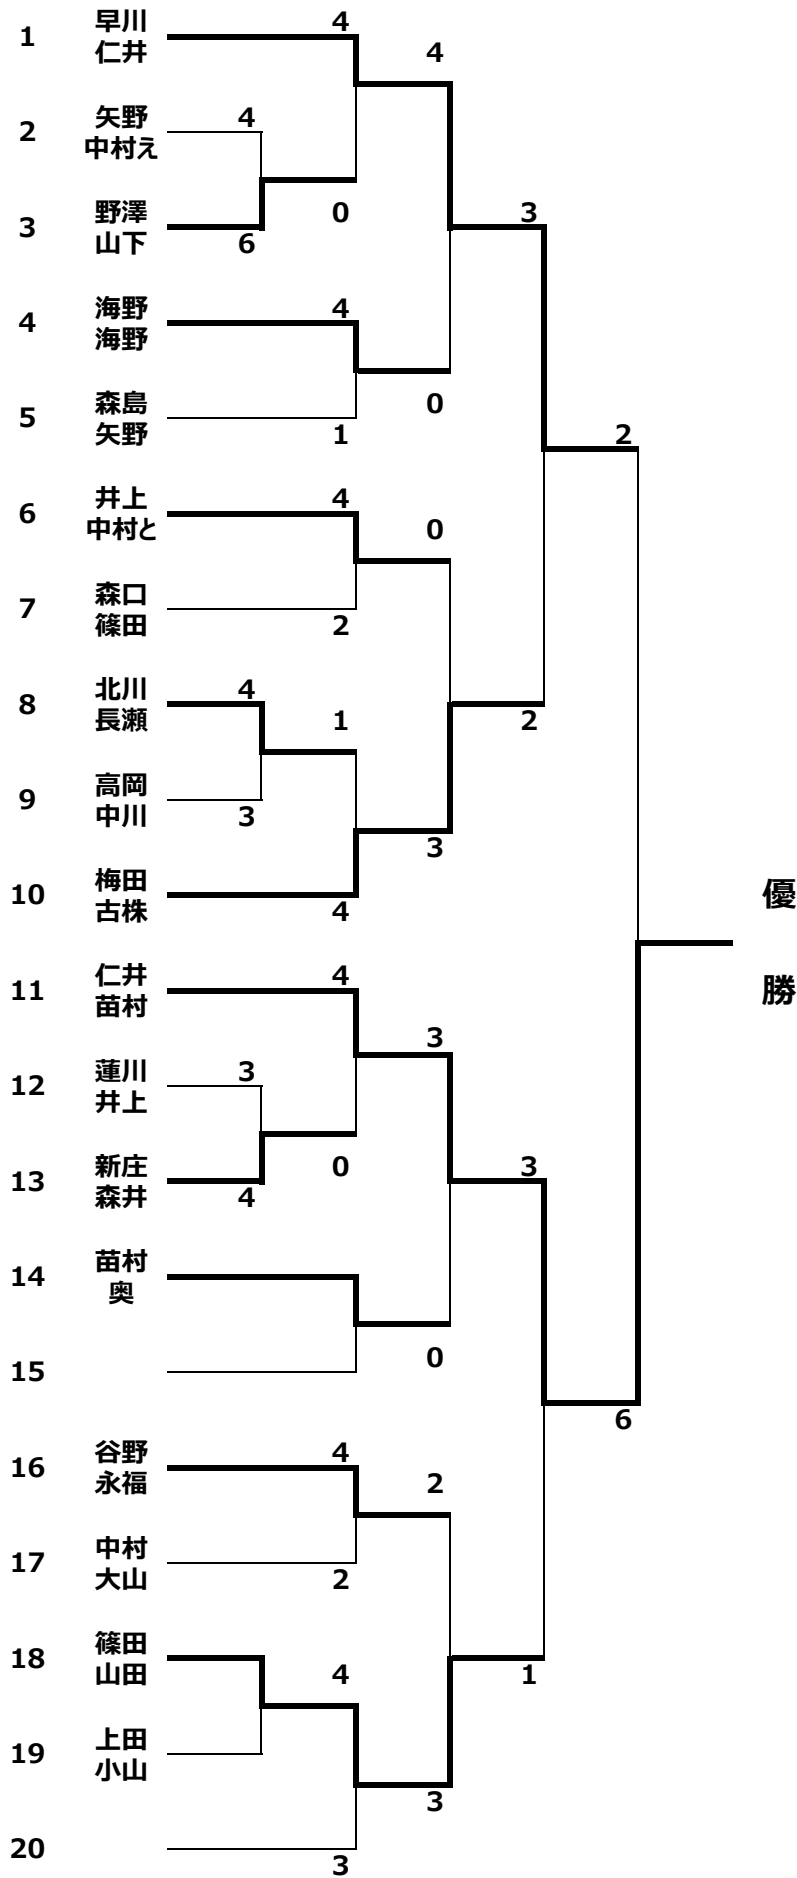 早川
4
1
仁井
4
矢野
4
2
中村え
野澤
0
3
3
山下
6
海野
4
4
海野
森島
0
5
矢野
1
2
井上
4
6
中村と
0
森口
7
篠田
2
北川
4
8
長瀬
1
2
高岡
9
中川
3
3
梅田
10
古株
4
優
仁井
4
11
苗村
勝
3
蓮川
3
12
井上
新庄
0
3
13
森井
4
苗村
14
奥
0
15
6
谷野
4
16
永福
2
中村
17
大山
2
篠田
18
山田
4
1
上田
19
小山
3
20
3